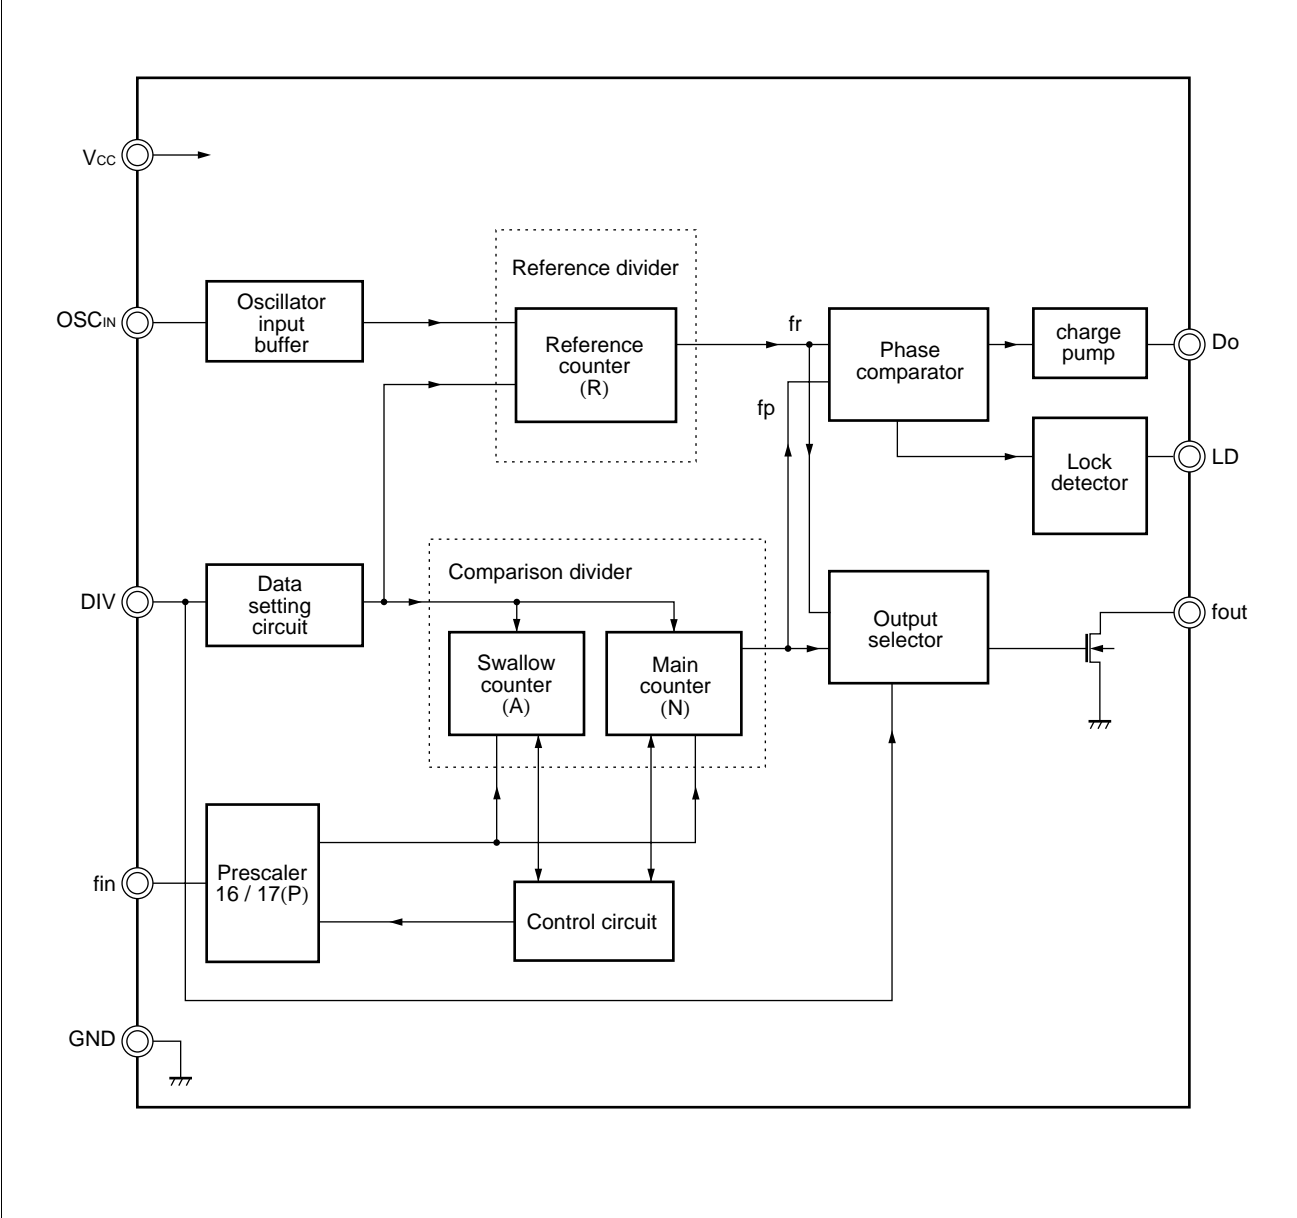 VCC
Reference divider
OSCIN
Oscillator
input
buffer
Reference
counter
(R)
fr
Phase
comparator
charge
pump
Do
fp
Lock
detector
LD
DIV
Data
setting
circuit
Comparison divider
Swallow
counter
(A)
Main
counter
(N)
Output
selector
fout
fin
Prescaler
16 / 17(P)
Control circuit
GND